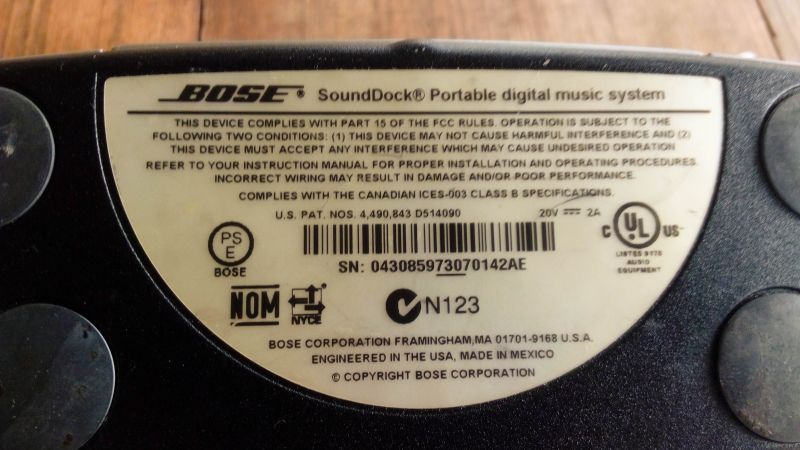 BOSE® SoundDock® Portable digital music system
THIS DEVICE COMPLIES WITH PART 15 OF THE FCC RULES. OPERATION IS SUBJECT TO THE
FOLLOWING TWO CONDITIONS: (1) THIS DEVICE MAY NOT CAUSE HARMFUL INTERFERENCE AND (2)
THIS DEVICE MUST ACCEPT ANY INTERFERENCE WHICH MAY CAUSE UNDESIRED OPERATION
REFER TO YOUR INSTRUCTION MANUAL FOR PROPER INSTALLATION AND OPERATING PROCEDURES.
INCORRECT WIRING MAY RESULT IN DAMAGE AND/OR POOR PERFORMANCE.
COMPLIES WITH THE CANADIAN ICES-003 CLASS B SPECIFICATIONS.
U.S. PAT. NOS. 4,490,843 D514090 20V 2A
PS
E
BOSE
C UL US
LISTED 9178
AUDIO
EQUIPMENT
SN: 043085973070142AE
NOM NYCE N123
BOSE CORPORATION FRAMINGHAM,MA 01701-9168 U.S.A.
ENGINEERED IN THE USA, MADE IN MEXICO
© COPYRIGHT BOSE CORPORATION